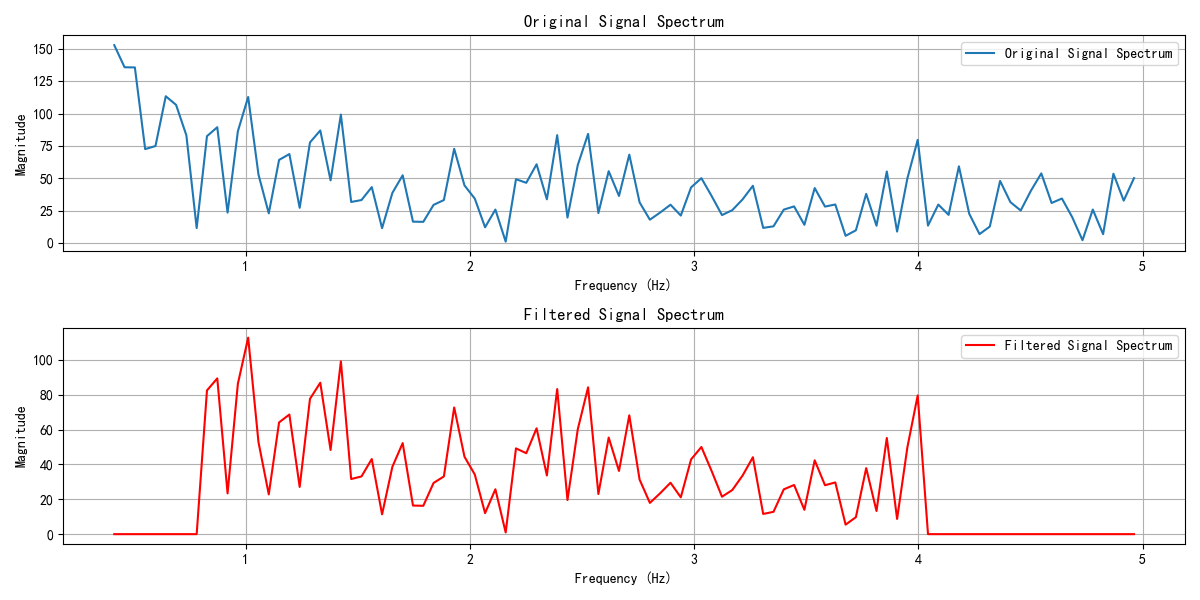 Original Signal Spectrum
150
125
100
75
50
25
0
Magnitude
Original Signal Spectrum
1
2
3
4
5
Frequency (Hz)
Filtered Signal Spectrum
100
80
60
40
20
0
Magnitude
Filtered Signal Spectrum
1
2
3
4
5
Frequency (Hz)